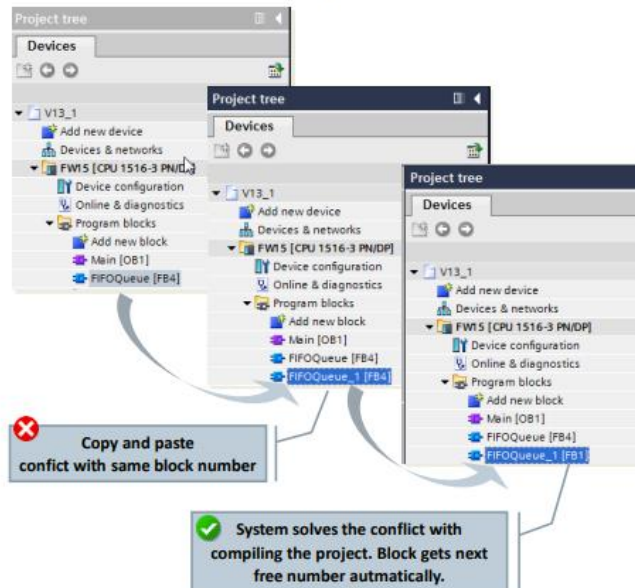 Project tree
Devices
V13_1
Add new device
Devices & networks
FW15 [CPU 1516-3 PN/D
Device configuration
Online & diagnostics
Program blocks
Add new block
Main [OB1]
FIFOQueue [FB4]
Project tree
Devices
V13_1
Add new device
Devices & networks
FW15 [CPU 1516-3 PN/DP]
Device configuration
Online & diagnostics
Program blocks
Add new block
Main [OB1]
FIFOQueue [FB4]
FIFOQueue_1 [FB4]
Project tree
Devices
V13_1
Add new device
Devices & networks
FW15 [CPU 1516-3 PN/DP]
Device configuration
Online & diagnostics
Program blocks
Add new block
Main [OB1]
FIFOQueue [FB4]
FIFOQueue_1 [FB1]
Copy and paste
confict with same block number
System solves the conflict with
compiling the project. Block gets next
free number autmatically.